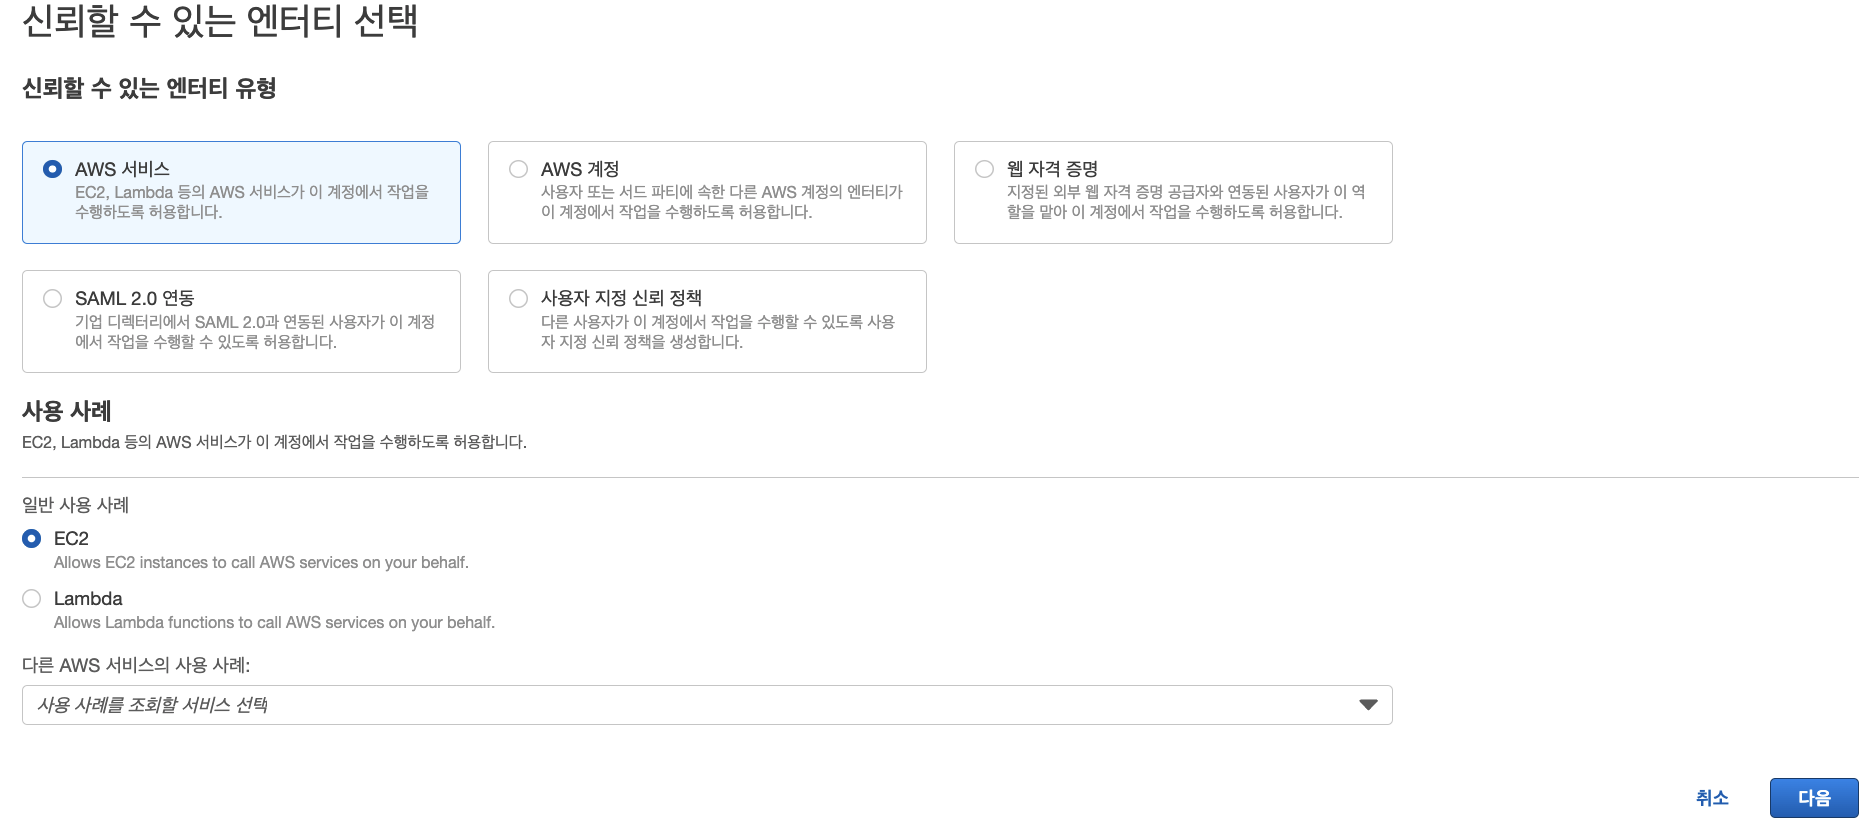 신뢰할 수 있는 엔터티 선택
신뢰할 수 있는 엔터티 유형
AWS 서비스
EC2, Lambda 등의 AWS 서비스가 이 계정에서 작업을
수행하도록 허용합니다.
AWS 계정
사용자 또는 서드 파티에 속한 다른 AWS 계정의 엔터티가
이 계정에서 작업을 수행하도록 허용합니다.
웹 자격 증명
지정된 외부 웹 자격 증명 공급자와 연동된 사용자가 이 역
할을 맡아 이 계정에서 작업을 수행하도록 허용합니다.
SAML 2.0 연동
기업 디렉터리에서 SAML 2.0과 연동된 사용자가 이 계정
에서 작업을 수행할 수 있도록 허용합니다.
사용자 지정 신뢰 정책
다른 사용자가 이 계정에서 작업을 수행할 수 있도록 사용
자 지정 신뢰 정책을 생성합니다.
사용 사례
EC2, Lambda 등의 AWS 서비스가 이 계정에서 작업을 수행하도록 허용합니다.
일반 사용 사례
EC2
Allows EC2 instances to call AWS services on your behalf.
Lambda
Allows Lambda functions to call AWS services on your behalf.
다른 AWS 서비스의 사용 사례:
사용 사례를 조회할 서비스 선택
취소
다음